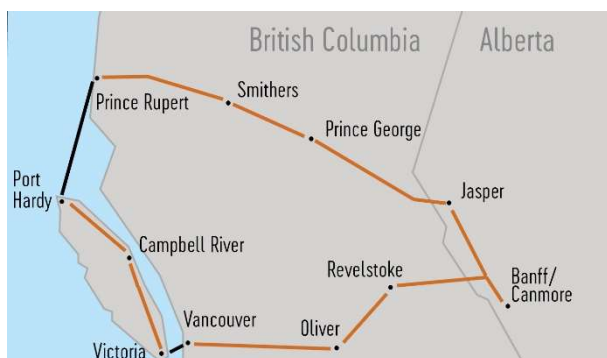 British Columbia
Alberta
Prince Rupert
Smithers
Prince George
Jasper
Port
Hardy
Campbell River
Revelstoke
Banff/
Canmore
Vancouver
Oliver
Victoria